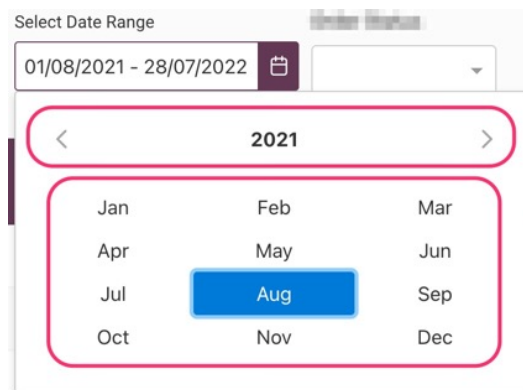 Select Date Range
01/08/2021 - 28/07/2022
2021
Jan Feb Mar
Apr May Jun
Jul Aug Sep
Oct Nov Dec